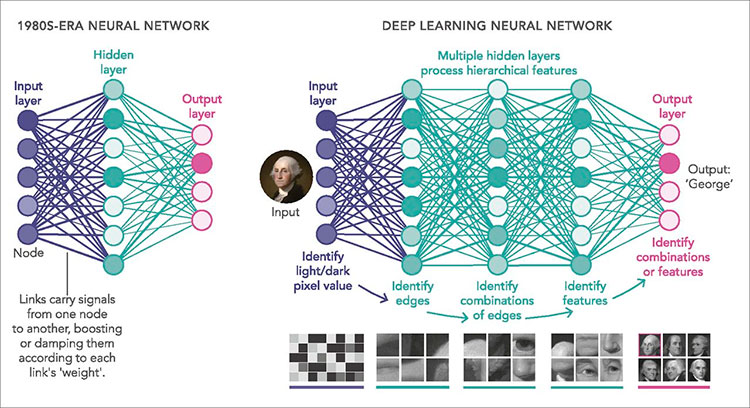 1980S-ERA NEURAL NETWORK
Hidden
layer
Input
layer
Output
layer
Node
Links carry signals
from one node
to another, boosting
or damping them
according to each
link's 'weight'.
DEEP LEARNING NEURAL NETWORK
Multiple hidden layers
process hierarchical features
Input
layer
Output
layer
Input
Output:
'George'
Identify
light/dark
pixel value
Identify
edges
Identify
combinations
of edges
Identify
features
Identify
combinations
or features